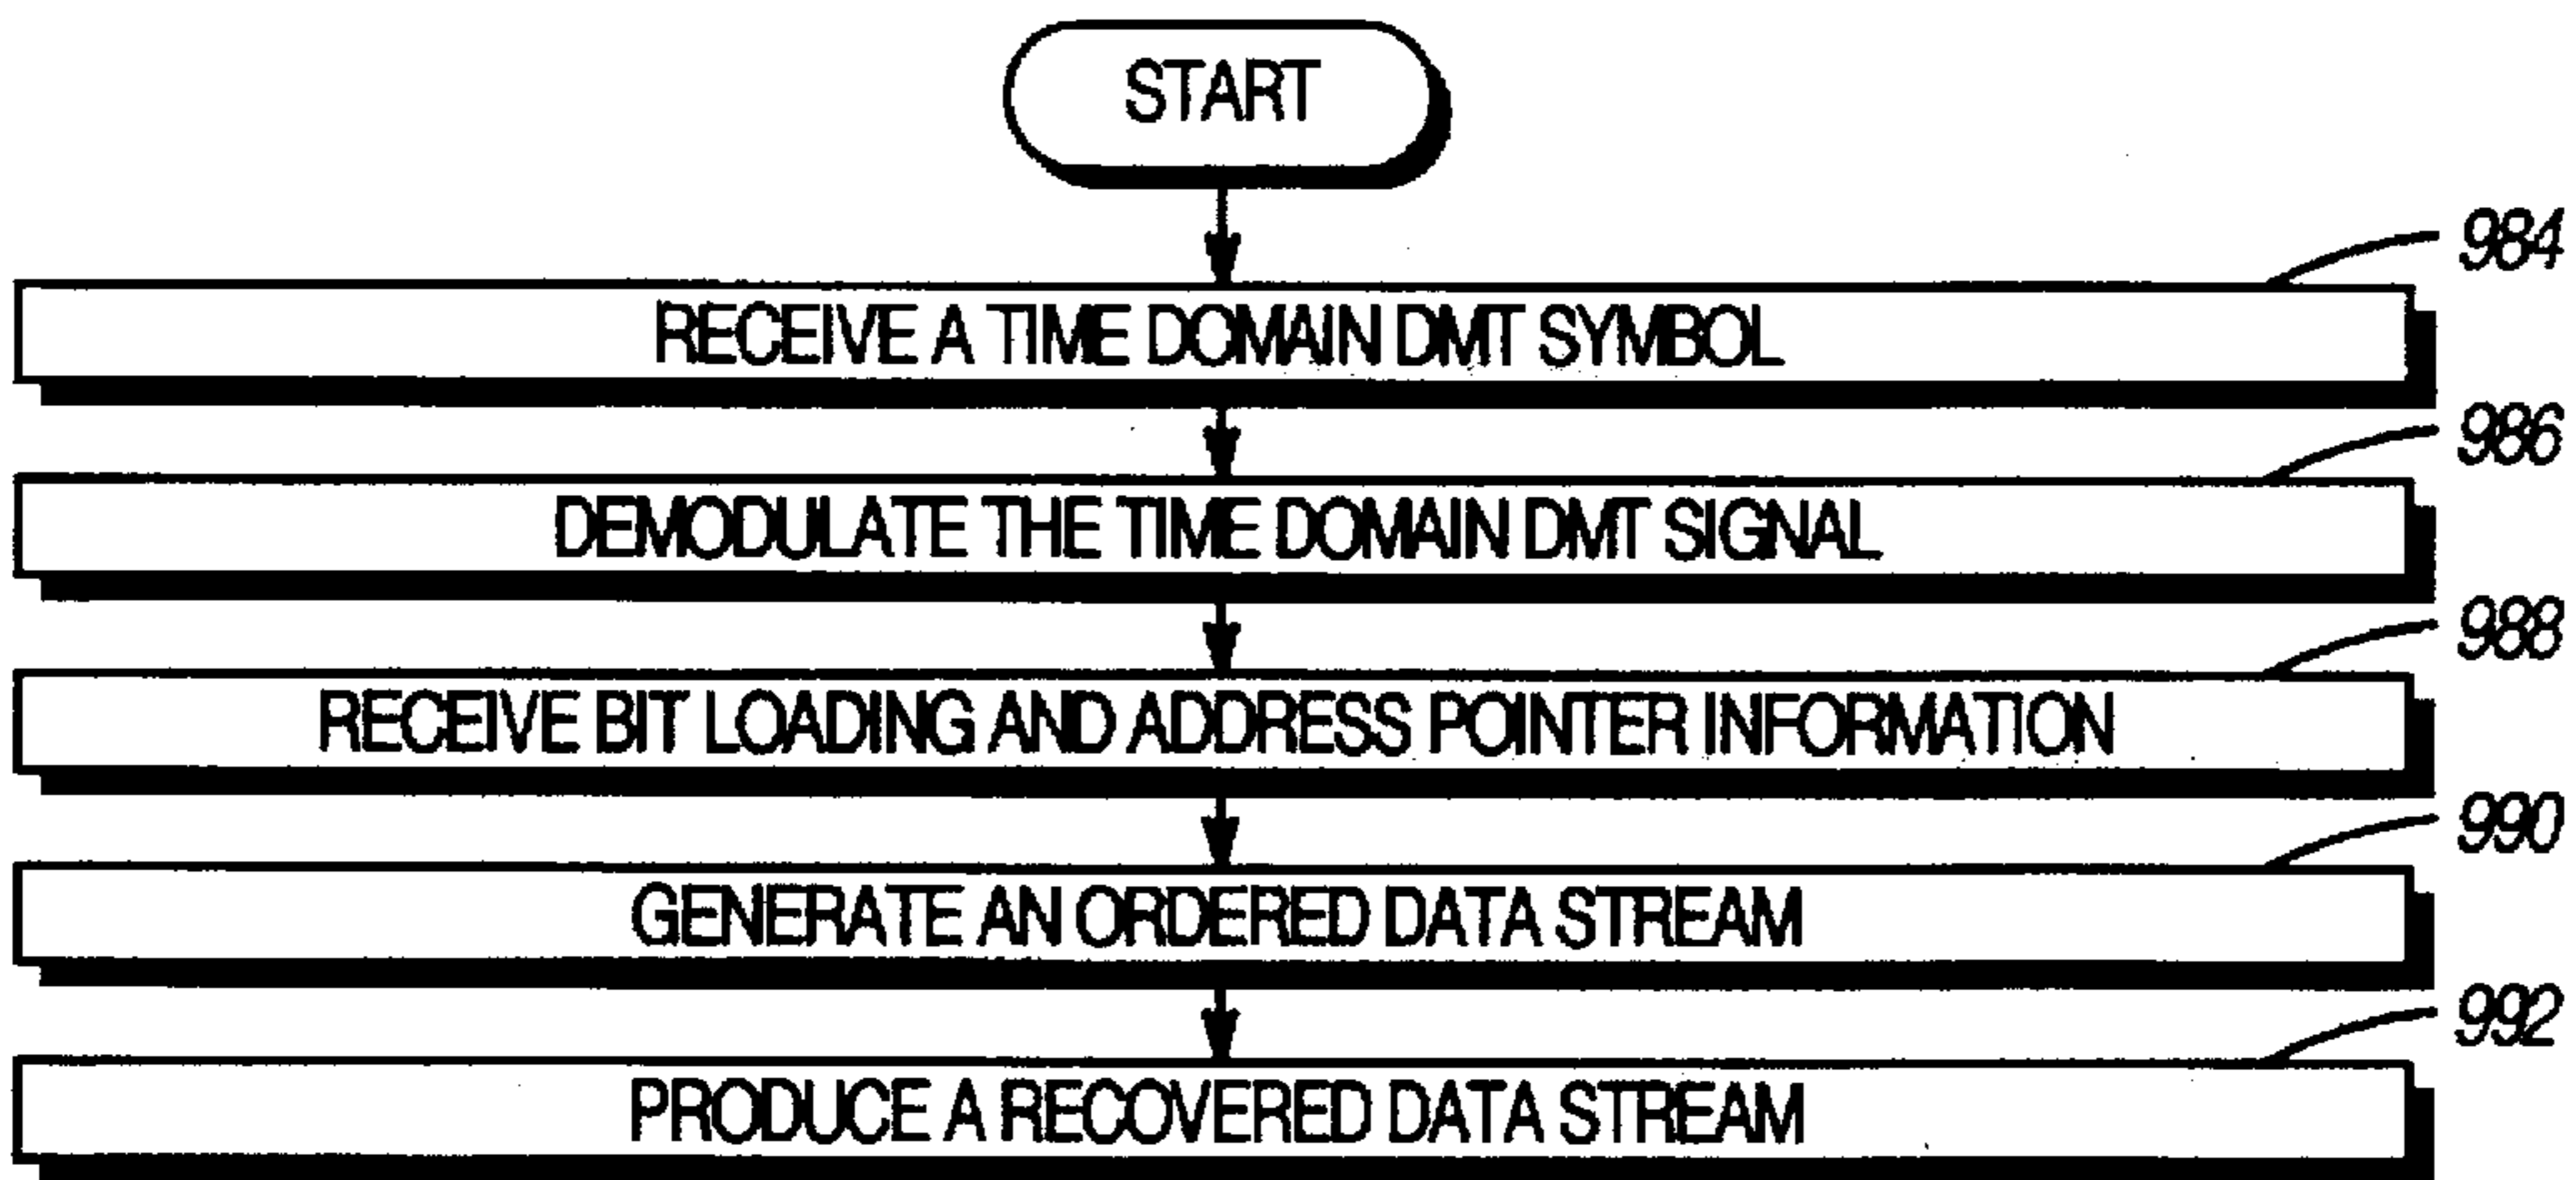 START
984
RECEIVE A TIME DOMAIN DMT SYMBOL
986
DEMODULATE THE TIME DOMAIN DMT SIGNAL
988
RECEIVE BIT LOADING AND ADDRESS POINTER INFORMATION
990
GENERATE AN ORDERED DATA STREAM
992
PRODUCE A RECOVERED DATA STREAM